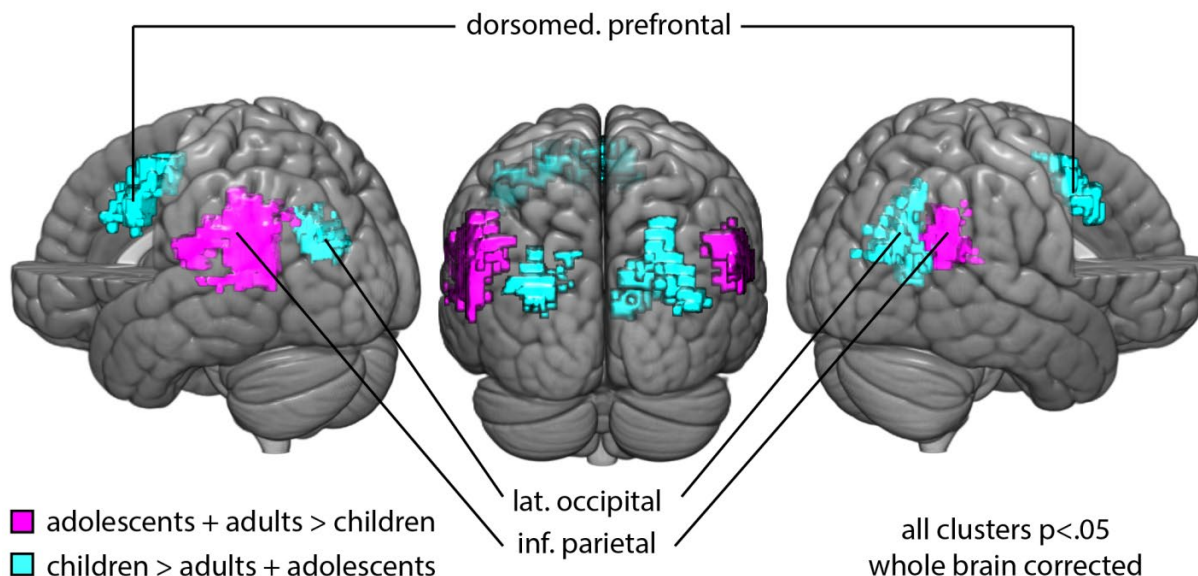 dorsomed. prefrontal
lat. occipital
inf. parietal
adolescents + adults > children
children > adults + adolescents
all clusters p<.05
whole brain corrected